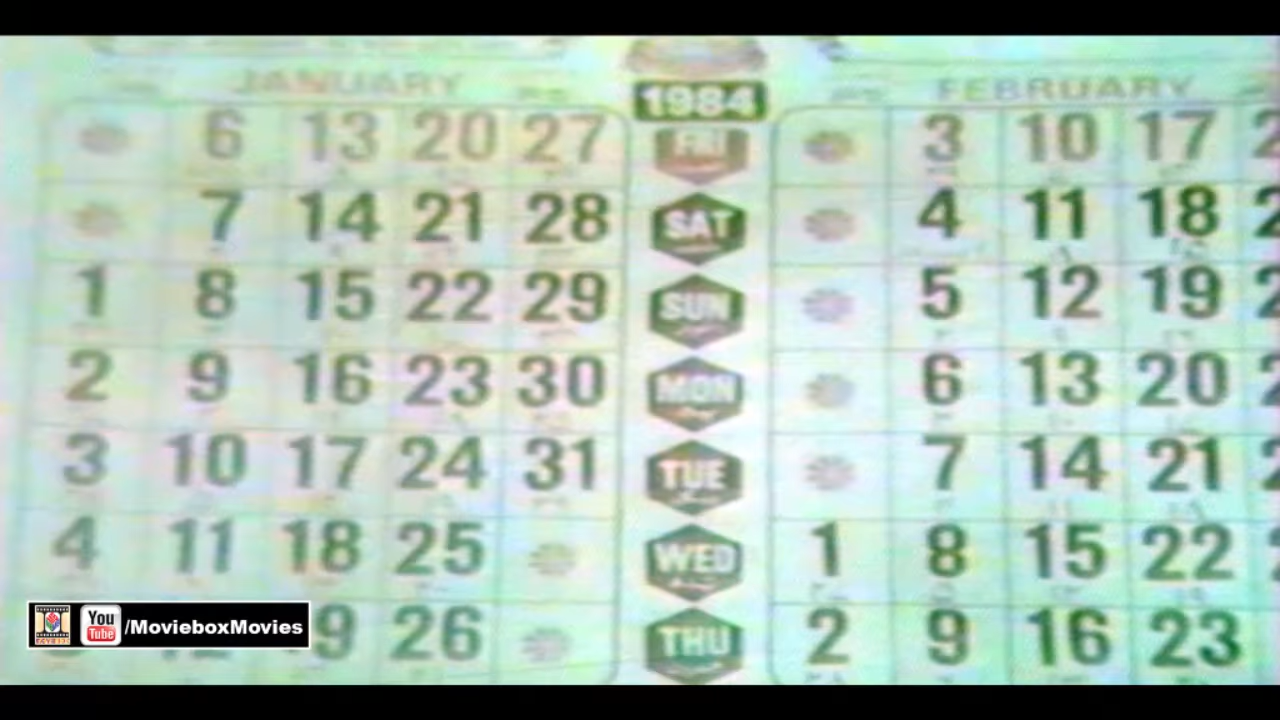 JANUARY 1984 FEBRUARY
6 13 20 27 FRI 3 10 17
7 14 21 28 SAT 4 11 18
1 8 15 22 29 SUN 5 12 19
2 9 16 23 30 MON 6 13 20
3 10 17 24 31 TUE 7 14 21
4 11 18 25 WED 1 8 15 22
26 THU 2 9 16 23
You Tube /MovieboxMovies